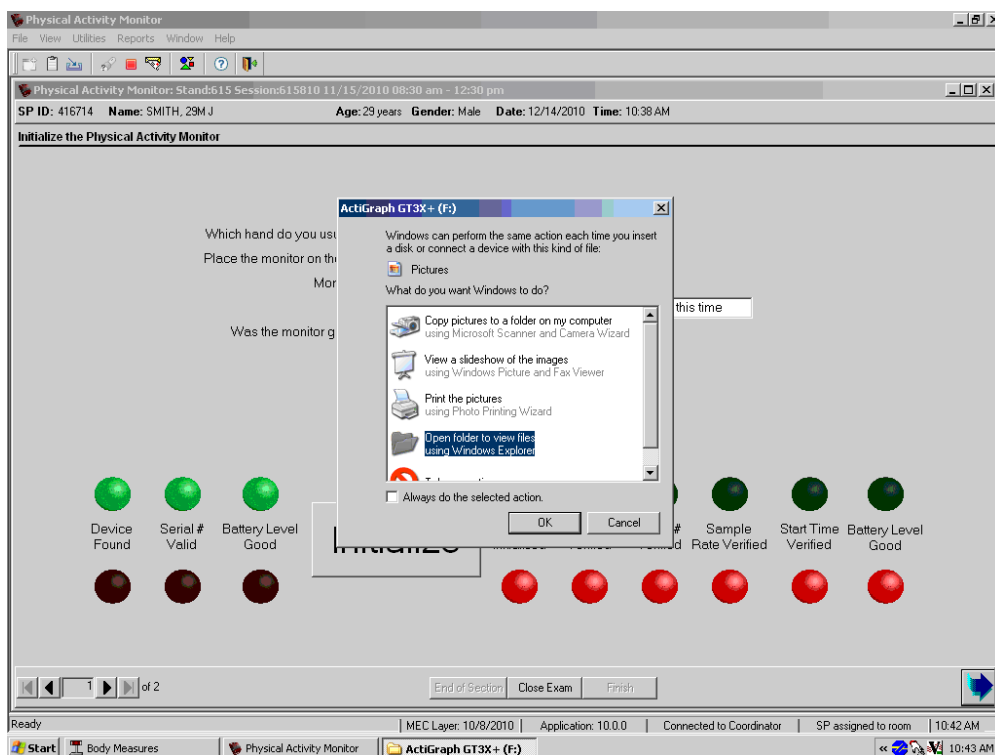 Physical Activity Monitor
File View Utilities Reports Window Help
Physical Activity Monitor: Stand:615 Session:615810 11/15/2010 08:30 am - 12:30 pm
SP ID: 416714 Name: SMITH, 29M J Age: 29 years Gender: Male Date: 12/14/2010 Time: 10:38 AM
Initialize the Physical Activity Monitor
ActiGraph GT3X+ (F:)
Windows can perform the same action each time you insert
a disk or connect a device with this kind of file:
Pictures
What do you want Windows to do?
Copy pictures to a folder on my computer
using Microsoft Scanner and Camera Wizard
View a slideshow of the images
using Windows Picture and Fax Viewer
Print the pictures
using Photo Printing Wizard
Open folder to view files
using Windows Explorer
Always do the selected action.
OK Cancel
Which hand do you
Place the monitor on
this time
Was the monitor
Device
Found
Serial #
Valid
Battery Level
Good
Initialize
#
Sample
Rate Verified
Start Time
Verified
Battery Level
Good
1 of 2
End of Section Close Exam Finish
Ready MEC Layer: 10/8/2010 Application: 10.0.0 Connected to Coordinator SP assigned to room 10:42 AM
Start Body Measures Physical Activity Monitor ActiGraph GT3X+ (F:) 10:43 AM